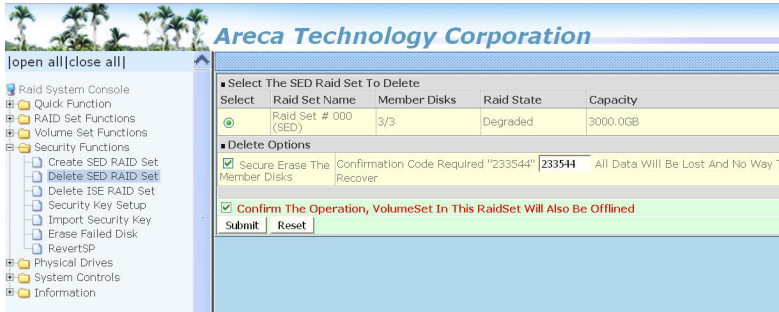 Areca Technology Corporation
|open all|close all|
Raid System Console
Quick Function
RAID Set Functions
Volume Set Functions
Security Functions
Create SED RAID Set
Delete SED RAID Set
Delete ISE RAID Set
Security Key Setup
Import Security Key
Erase Failed Disk
RevertSP
Physical Drives
System Controls
Information
Select The SED Raid Set To Delete
Select Raid Set Name Member Disks Raid State Capacity
Raid Set # 000 (SED) 3/3 Degraded 3000.0GB
Delete Options
Secure Erase The Member Disks Confirmation Code Required "233544" 233544 All Data Will Be Lost And No Way Recover
Confirm The Operation, VolumeSet In This RaidSet Will Also Be Offlined
Submit Reset